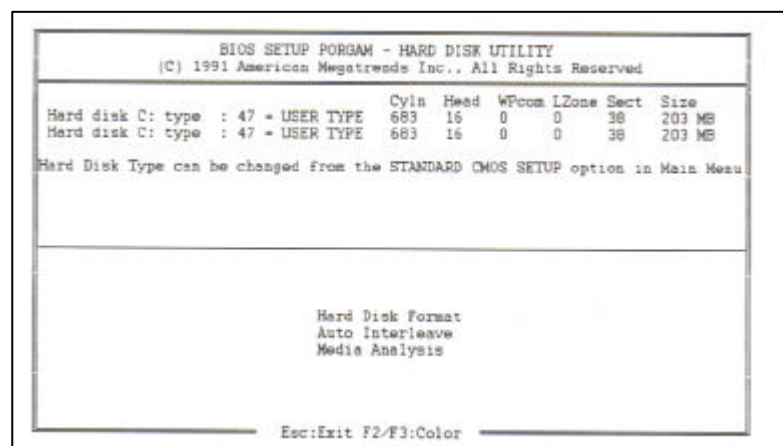 BIOS SETUP PORGAM - HARD DISK UTILITY
(C) 1991 American Megatrends Inc., All Rights Reserved
Cyln Head WPcom LZone Sect Size
Hard disk C: type : 47 = USER TYPE 683 16 0 0 38 203 MB
Hard disk C: type : 47 = USER TYPE 683 16 0 0 38 203 MB
Hard Disk Type can be changed from the STANDARD CMOS SETUP option in Main Menu
Hard Disk Format
Auto Interleave
Media Analysis
Esc:Exit F2/F3:Color